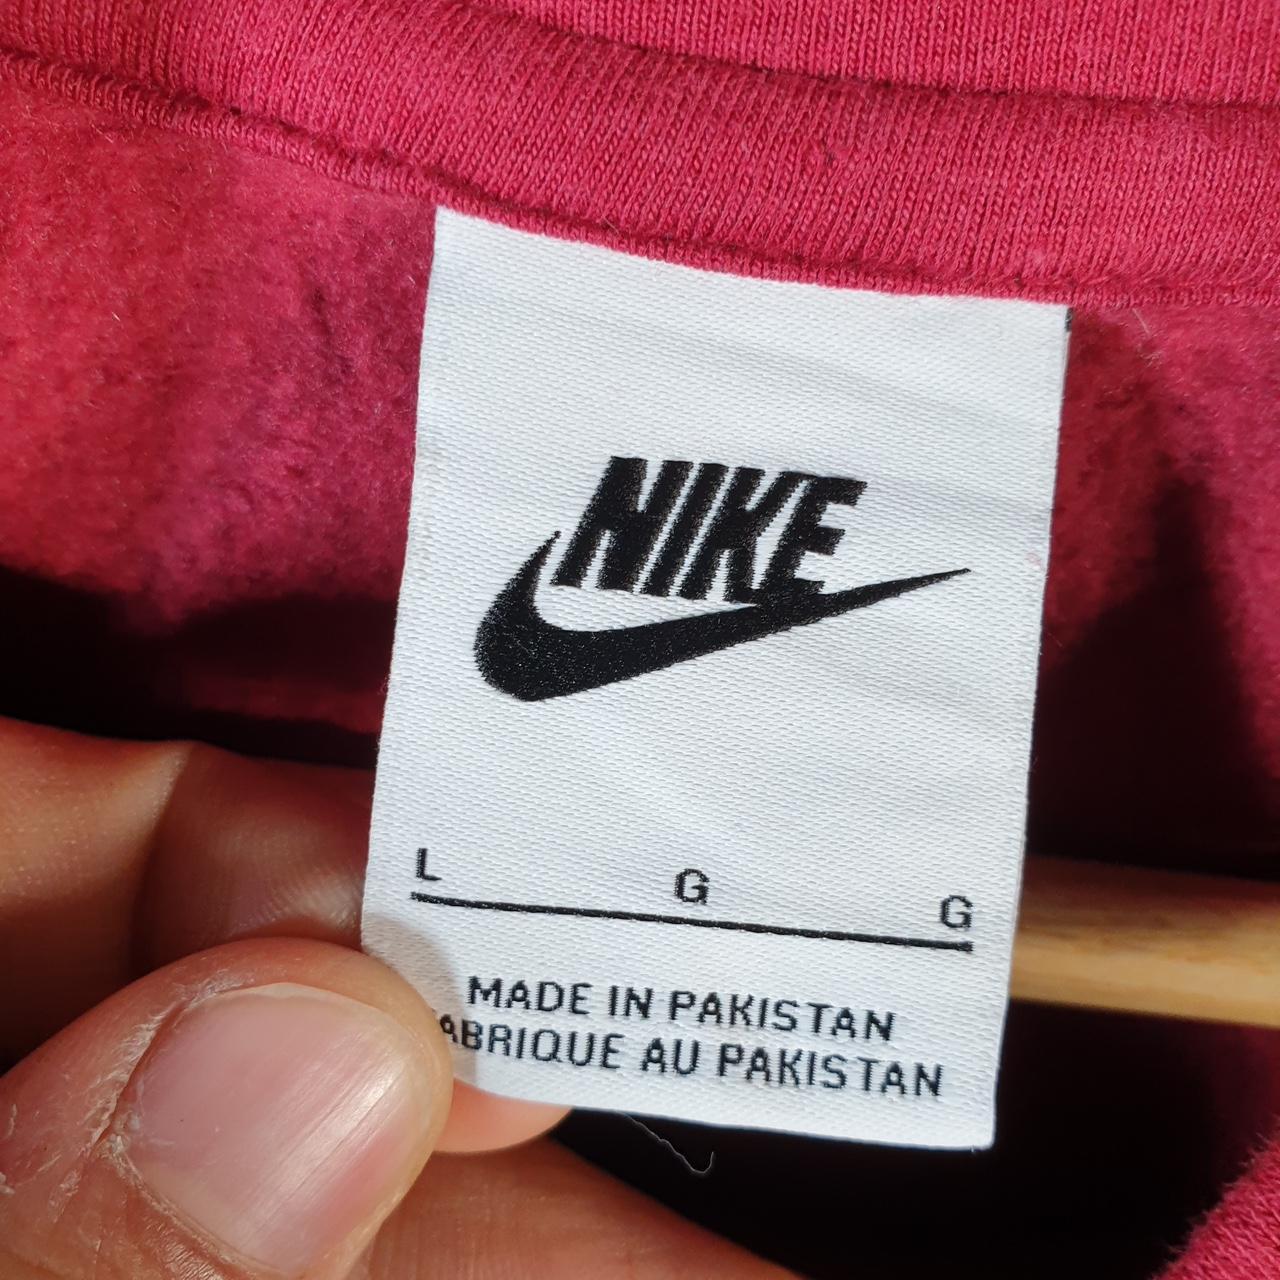 NIKE
L G G
MADE IN PAKISTAN
ABRIQUE AU PAKISTAN